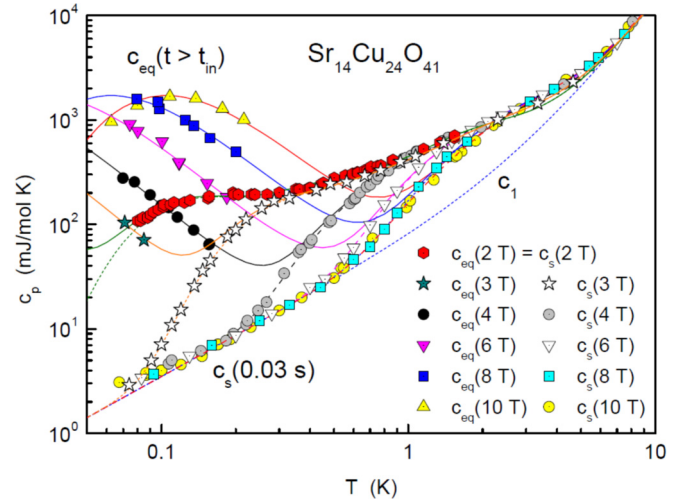 c_eq(t > t_in)
Sr_14Cu_24O_41
c_p (mJ/mol K)
10^4
10^3
10^2
10^1
10^0
c_1
c_s(0.03 s)
c_eq(2 T) = c_s(2 T)
c_eq(3 T) c_s(3 T)
c_eq(4 T) c_s(4 T)
c_eq(6 T) c_s(6 T)
c_eq(8 T) c_s(8 T)
c_eq(10 T) c_s(10 T)
0.1 1 10
T (K)